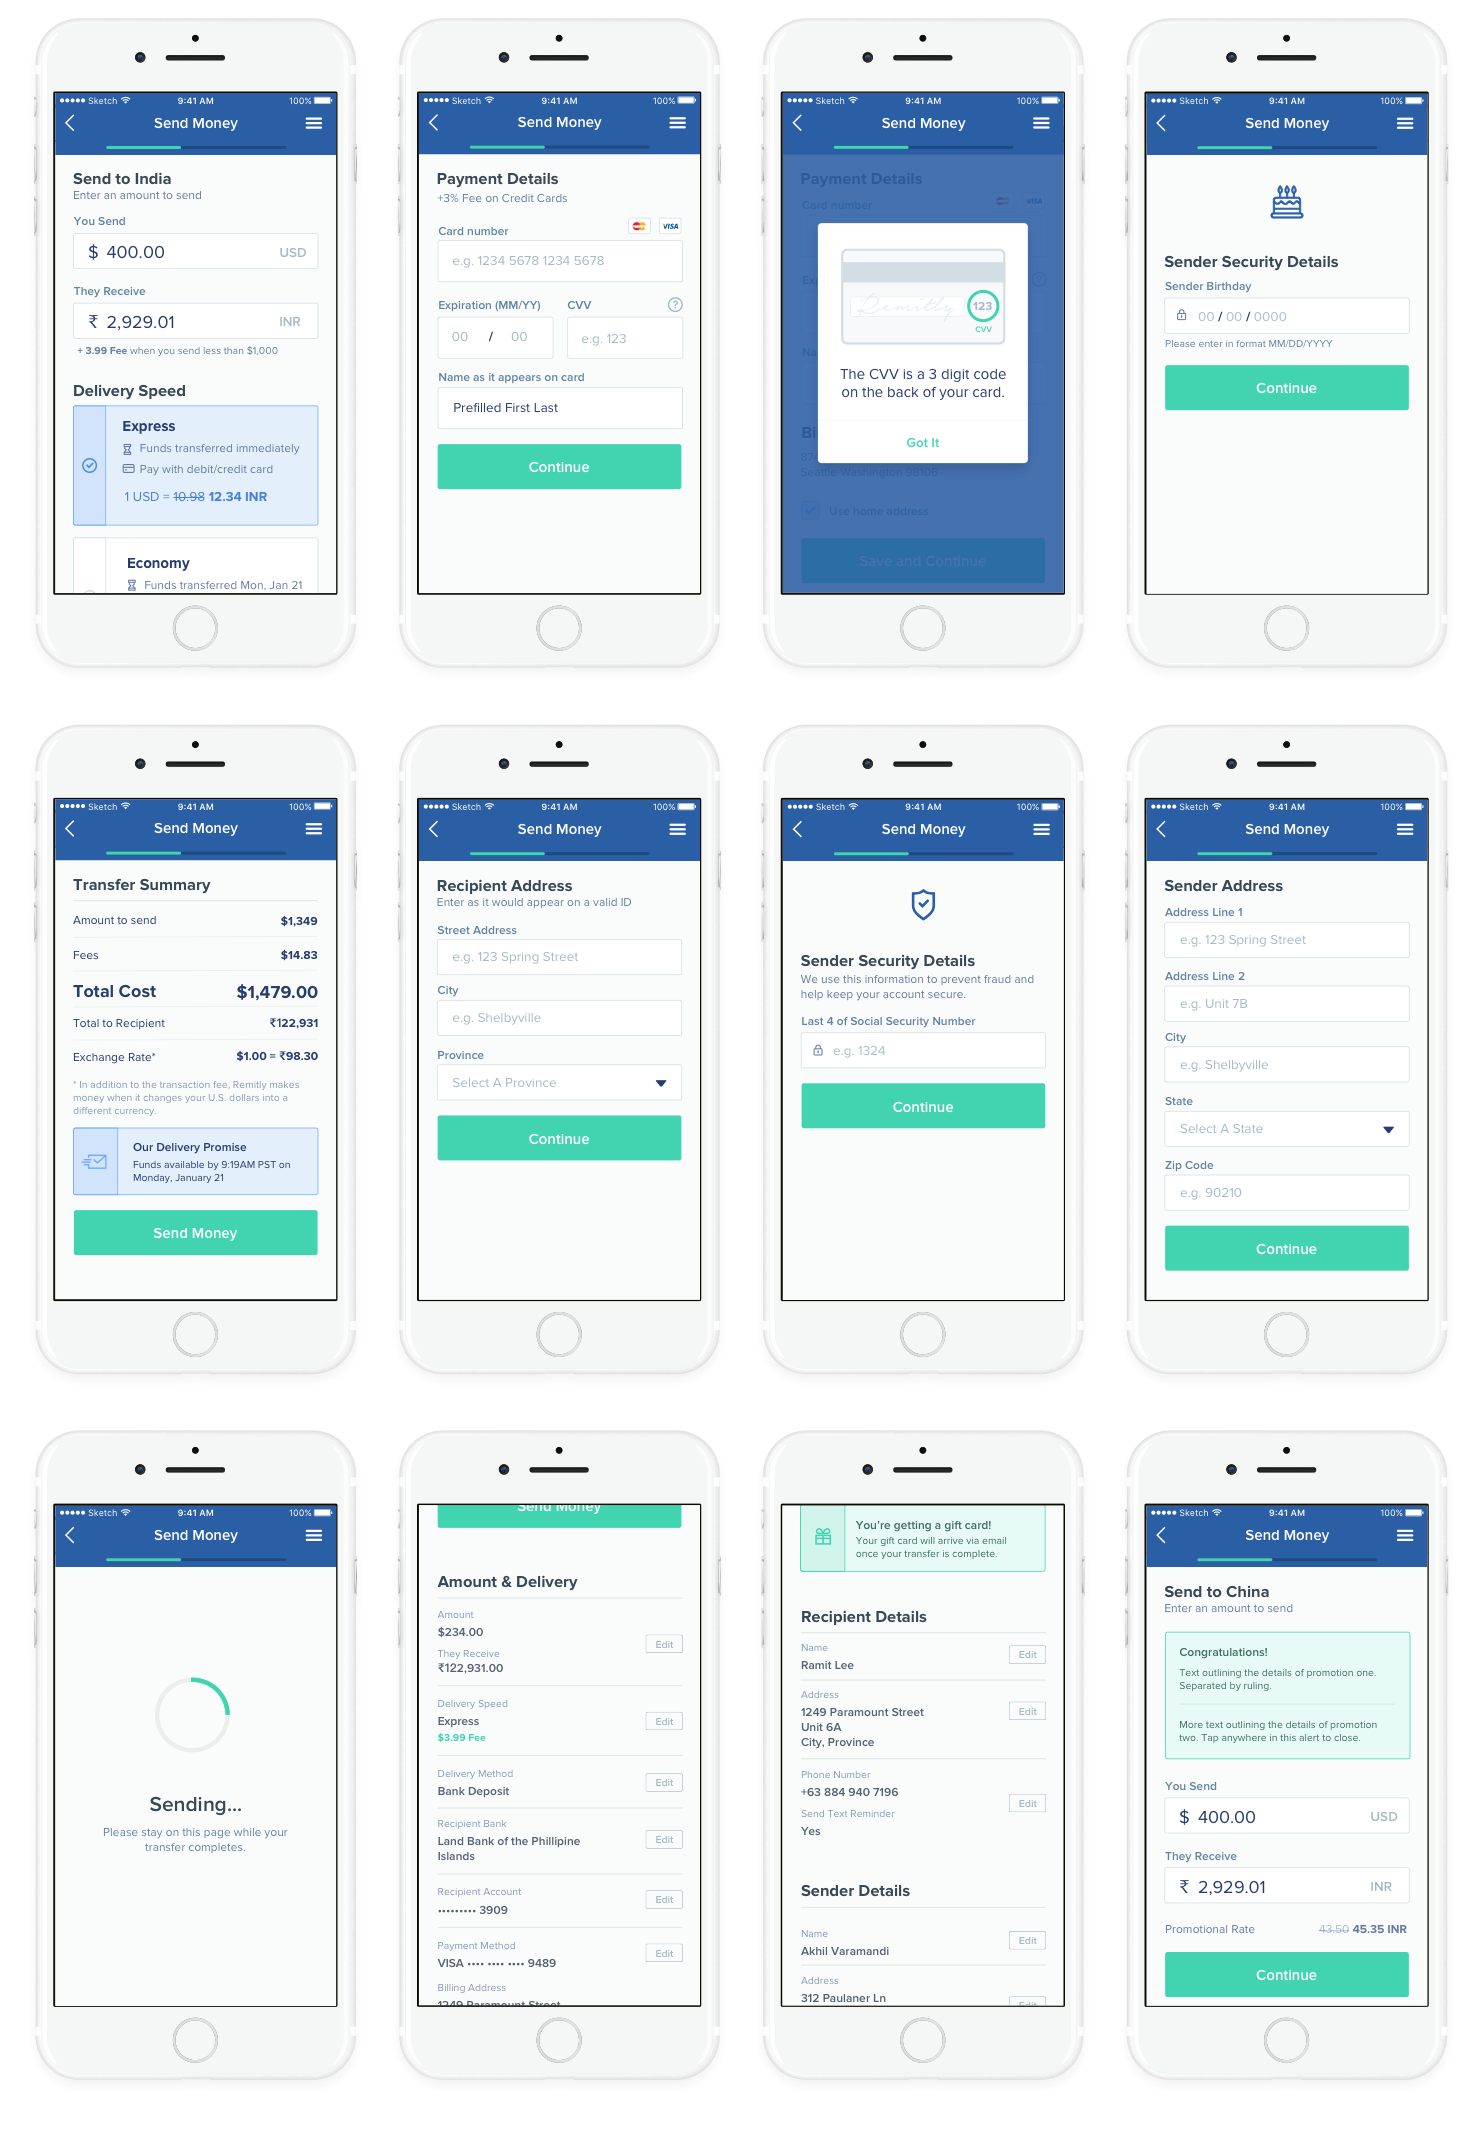 Sketch 9:41 AM 100%
Send Money
Send to India
Enter an amount to send
You Send
$ 400.00 USD
They Receive
₹ 2,929.01 INR
+ 3.99 Fee when you send less than $1,000
Delivery Speed
Express
Funds transferred immediately
Pay with debit/credit card
1 USD = 10.98 12.34 INR
Economy
Funds transferred Mon, Jan 21
Sketch 9:41 AM 100%
Send Money
Payment Details
+3% Fee on Credit Cards
Card number VISA
e.g. 1234 5678 1234 5678
Expiration (MM/YY) CVV ?
00 / 00 e.g. 123
Name as it appears on card
Prefilled First Last
Continue
Sketch 9:41 AM 100%
Send Money
Payment Details
Card number VISA
Remitly 123
CVV
The CVV is a 3 digit code
on the back of your card.
Got It
Seattle Washington 98106
Use home address
Save and Continue
Sketch 9:41 AM 100%
Send Money
Sender Security Details
Sender Birthday
00 / 00 / 0000
Please enter in format MM/DD/YYYY
Continue
Sketch 9:41 AM 100%
Send Money
Transfer Summary
Amount to send $1,349
Fees $14.83
Total Cost $1,479.00
Total to Recipient ₹122,931
Exchange Rate* $1.00 = ₹98.30
* In addition to the transaction fee, Remitly makes
money when it changes your U.S. dollars into a
different currency.
Our Delivery Promise
Funds available by 9:19AM PST on
Monday, January 21
Send Money
Sketch 9:41 AM 100%
Send Money
Recipient Address
Enter as it would appear on a valid ID
Street Address
e.g. 123 Spring Street
City
e.g. Shelbyville
Province
Select A Province
Continue
Sketch 9:41 AM 100%
Send Money
Sender Security Details
We use this information to prevent fraud and
help keep your account secure.
Last 4 of Social Security Number
e.g. 1324
Continue
Sketch 9:41 AM 100%
Send Money
Sender Address
Address Line 1
e.g. 123 Spring Street
Address Line 2
e.g. Unit 7B
City
e.g. Shelbyville
State
Select A State
Zip Code
e.g. 90210
Continue
Sketch 9:41 AM 100%
Send Money
Sending...
Please stay on this page while your
transfer completes.
Send Money
Amount & Delivery
Amount
$234.00
Edit
They Receive
₹122,931.00
Delivery Speed
Express Edit
$3.99 Fee
Delivery Method
Bank Deposit Edit
Recipient Bank
Land Bank of the Phillipine Edit
Islands
Recipient Account
••••••••• 3909 Edit
Payment Method
VISA •••• •••• •••• 9489 Edit
Billing Address
1249 Paramount Street
You're getting a gift card!
Your gift card will arrive via email
once your transfer is complete.
Recipient Details
Name
Ramit Lee Edit
Address
1249 Paramount Street Edit
Unit 6A
City, Province
Phone Number
+63 884 940 7196
Edit
Send Text Reminder
Yes
Sender Details
Name
Akhil Varamandi Edit
Address
312 Paulaner Ln
Edit
Sketch 9:41 AM 100%
Send Money
Send to China
Enter an amount to send
Congratulations!
Text outlining the details of promotion one.
Separated by ruling.
More text outlining the details of promotion
two. Tap anywhere in this alert to close.
You Send
$ 400.00 USD
They Receive
₹ 2,929.01 INR
Promotional Rate 43.50 45.35 INR
Continue